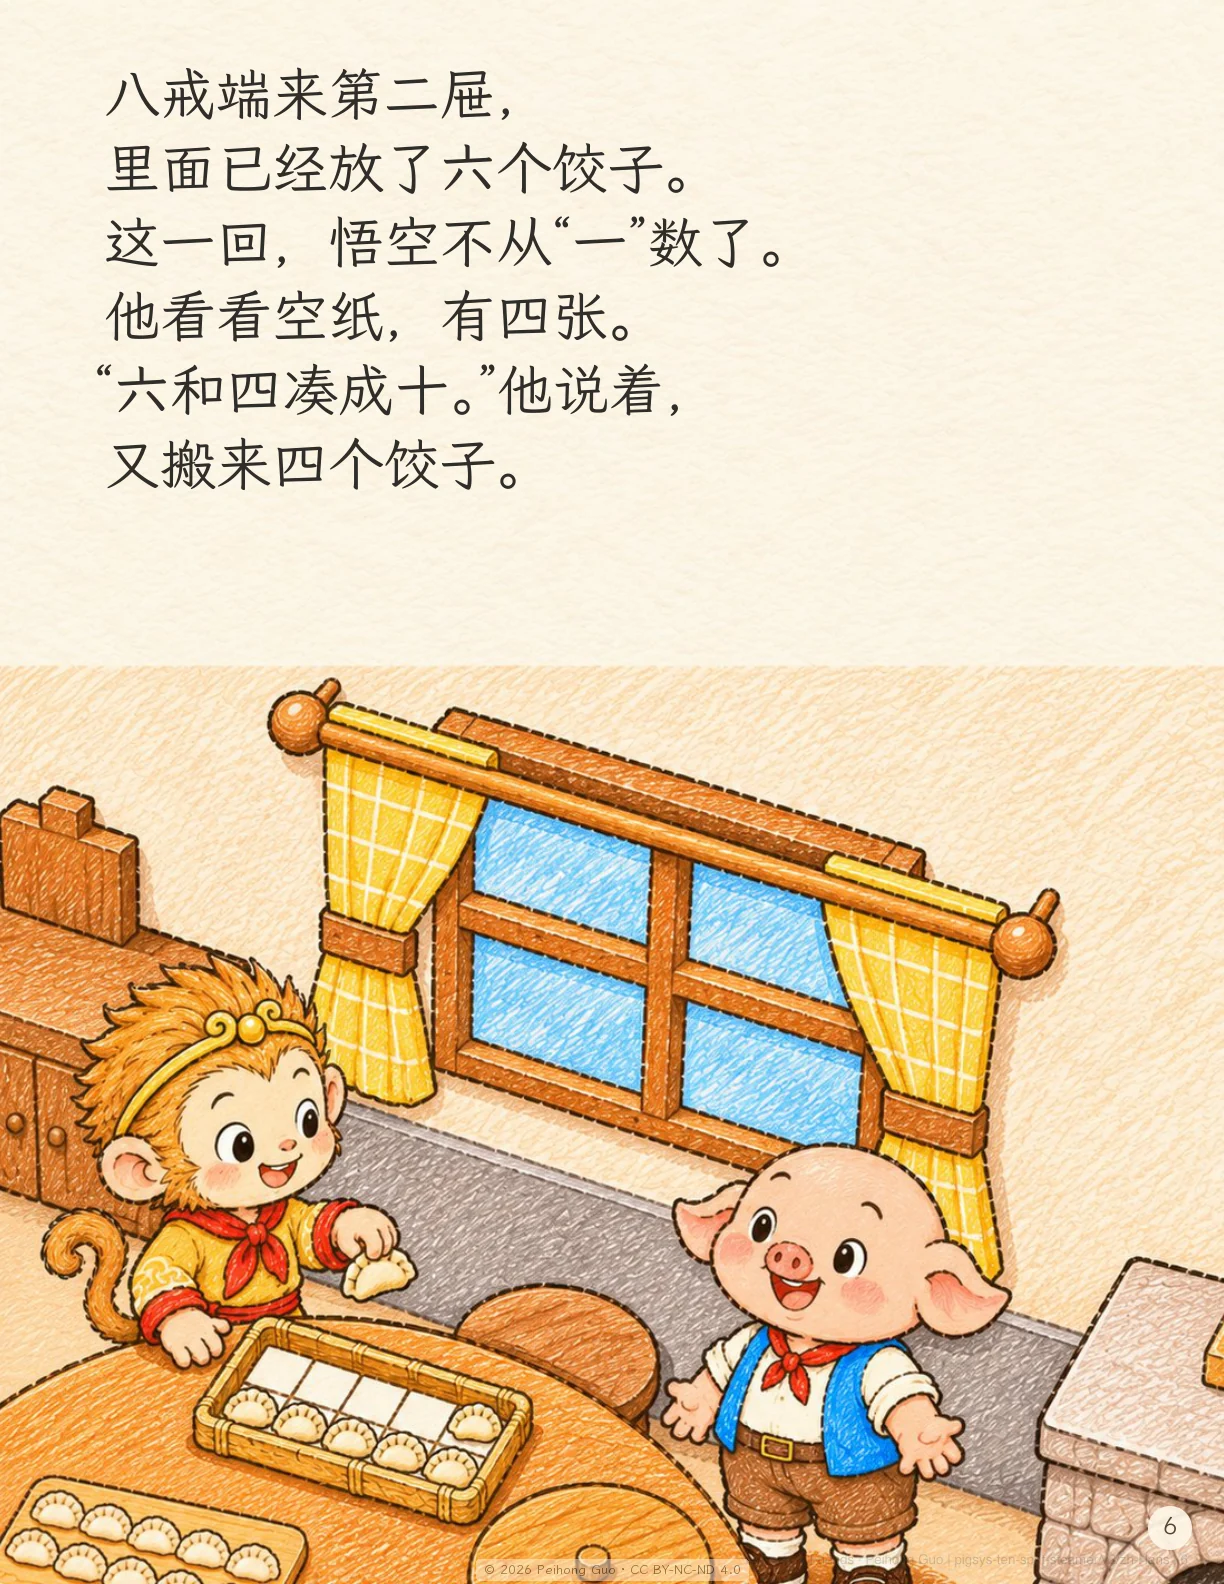 八戒端来第二屉，
里面已经放了六个饺子。
这一回，悟空不从“一”数了。
他看看空纸，有四张。
“六和四凑成十。”他说着，
又搬来四个饺子。
6
© 2026 Peihong Guo • CC BY-NC-ND 4.0